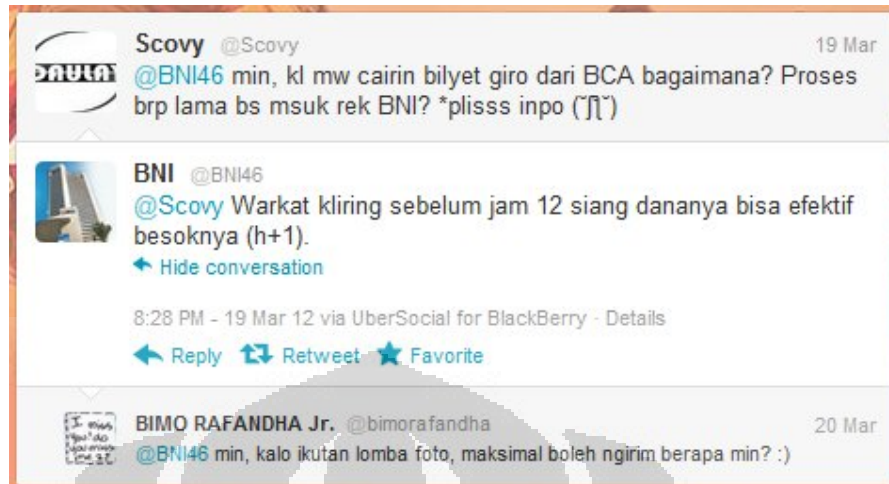 Scovy @Scovy 19 Mar
@BNI46 min, kl mw cairin bilyet giro dari BCA bagaimana? Proses
brp lama bs msuk rek BNI? *plisss inpo (˘ʃƪ˘)
BNI @BNI46
@Scovy Warkat kliring sebelum jam 12 siang dananya bisa efektif
besoknya (h+1).
Hide conversation
8:28 PM - 19 Mar 12 via UberSocial for BlackBerry · Details
Reply Retweet Favorite
BIMO RAFANDHA Jr. @bimorafandha 20 Mar
@BNI46 min, kalo ikutan lomba foto, maksimal boleh ngirim berapa min? :)